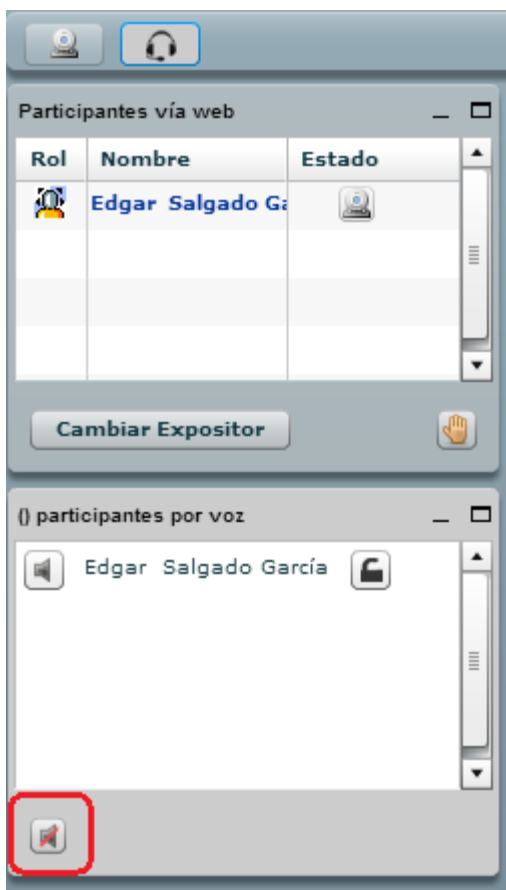 Participantes vía web
Rol Nombre Estado
Edgar Salgado Ga
Cambiar Expositor
() participantes por voz
Edgar Salgado García